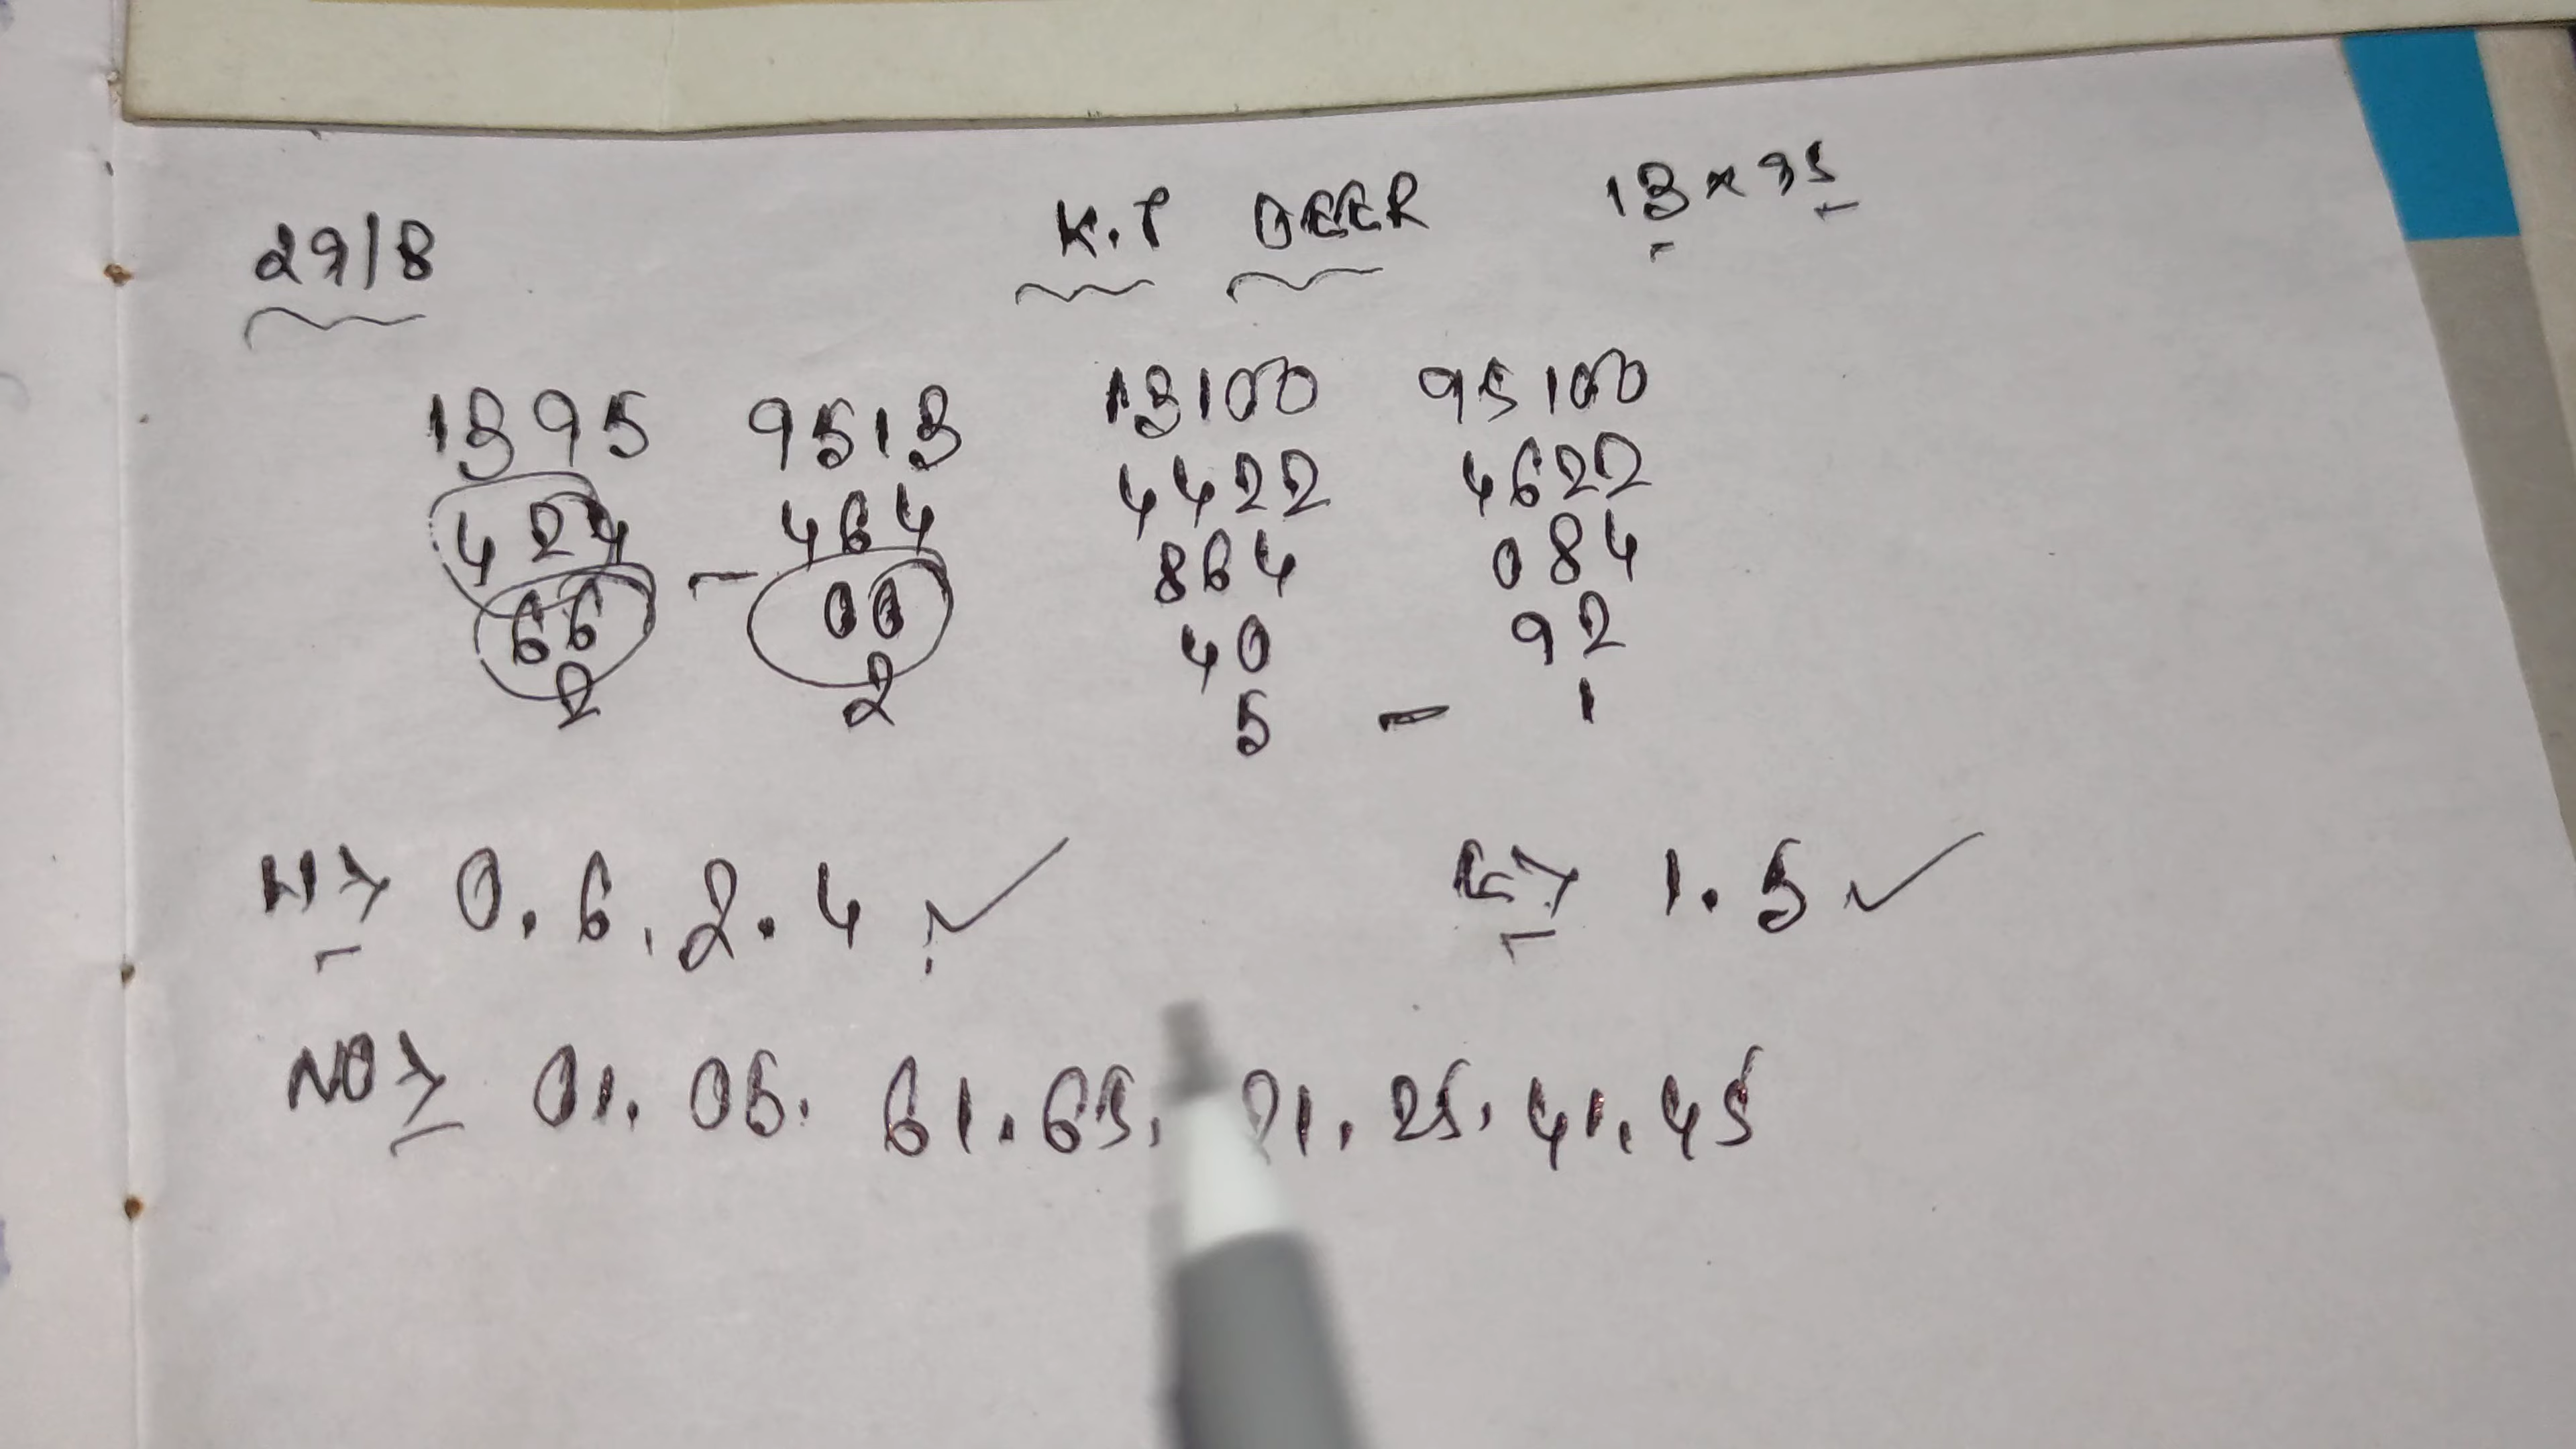 29/8 K.T DEER 13 x 95
1395 9513 13100 95100
424 464 4422 4622
66 - 00 864 084
2 2 40 92
5 - 1
H> 0.6.2.4 ✓ E> 1.5 ✓
NO> 01. 05. 61. 65. 21. 25. 41. 45